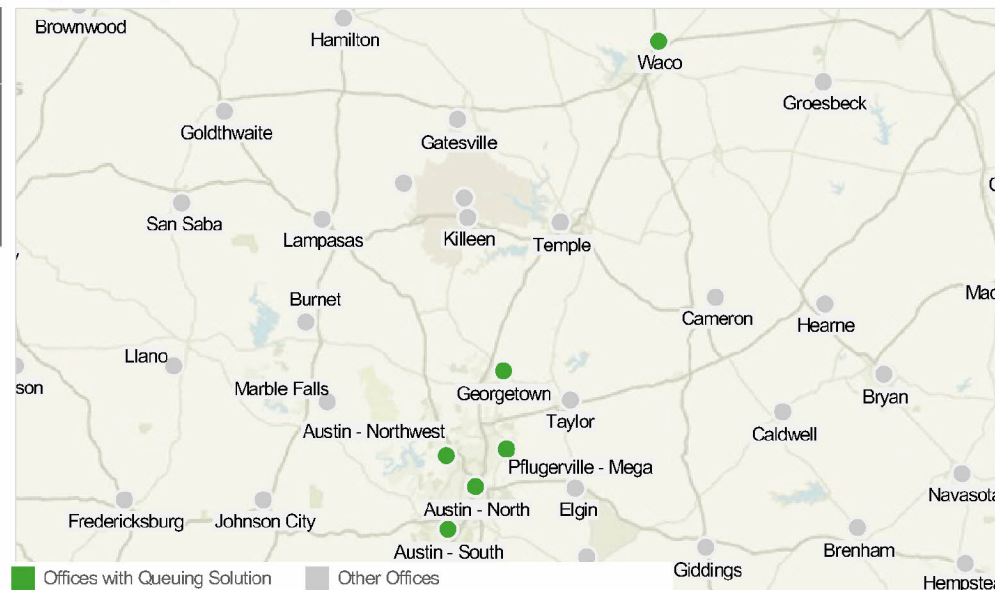 Brownwood
Hamilton
Waco
Groesbeck
Goldthwaite
Gatesville
San Saba
Lampasas
Killeen
Temple
Burnet
Cameron
Hearne
Llano
son
Marble Falls
Georgetown
Taylor
Bryan
Austin - Northwest
Caldwell
Pflugerville - Mega
Navasota
Austin - North
Elgin
Fredericksburg
Johnson City
Austin - South
Brenham
Giddings
Offices with Queuing Solution
Other Offices